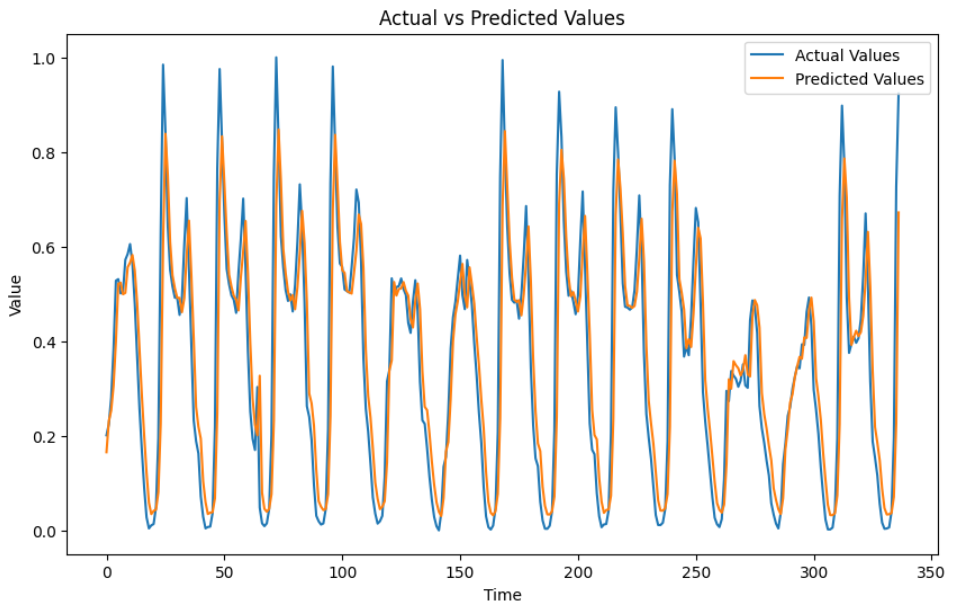 Actual vs Predicted Values
Actual Values
Predicted Values
Value
1.0
0.8
0.6
0.4
0.2
0.0
0
50
100
150
200
250
300
350
Time